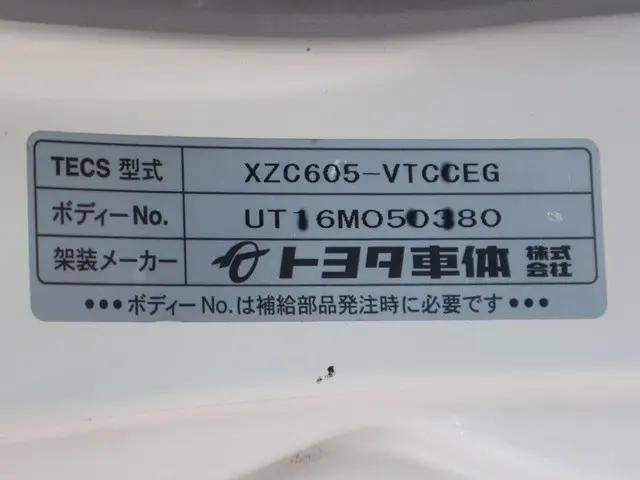 TECS 型式 XZC605-VTCCEG
ボディーNo. UT16M050380
架装メーカー トヨタ車体 株式会社
•••ボディーNo.は補給部品発注時に必要です•••